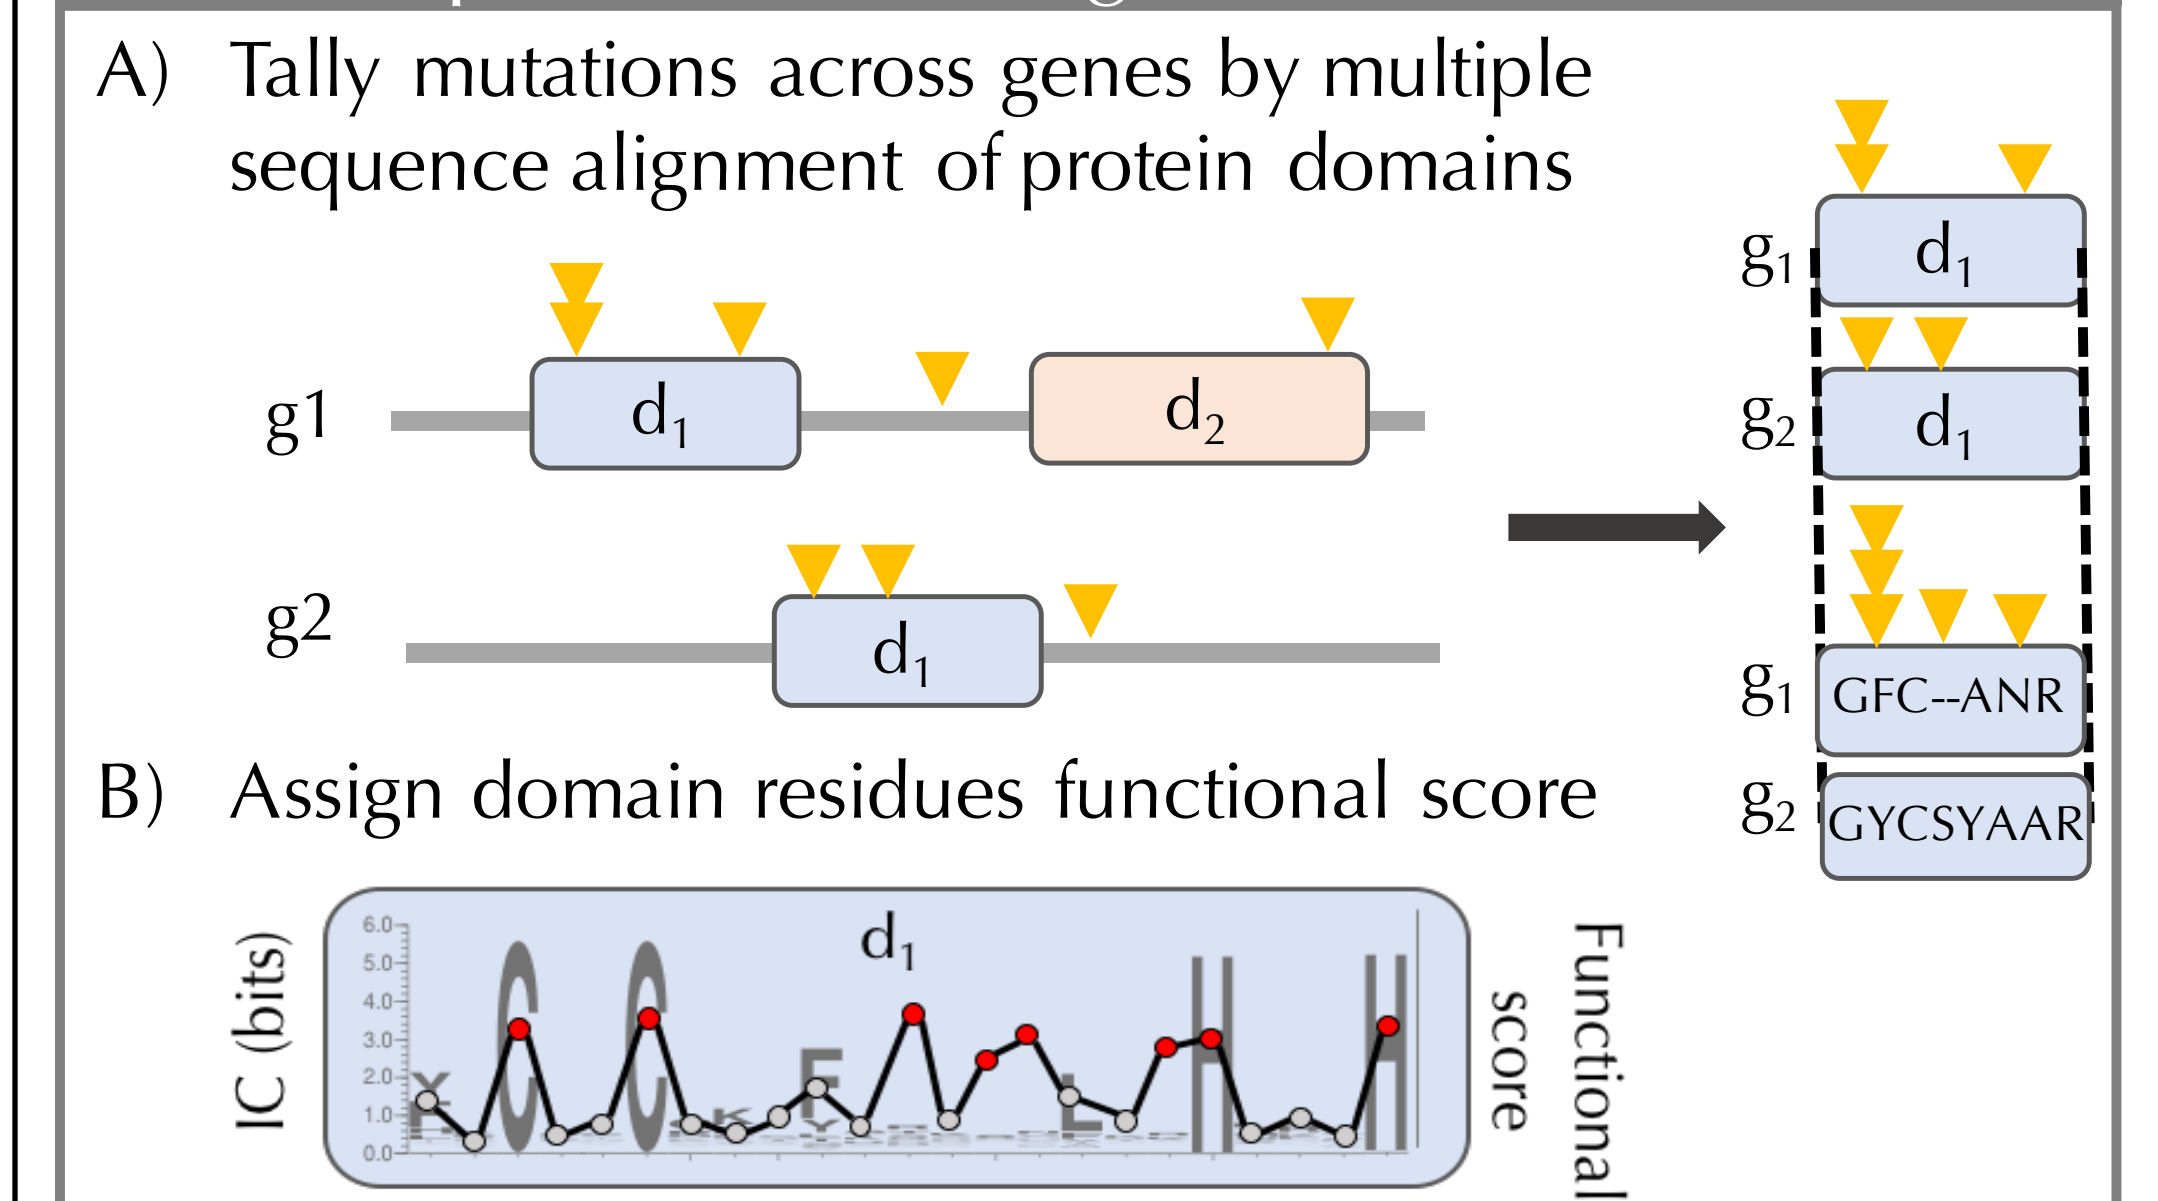 A) Tally mutations across genes by multiple
sequence alignment of protein domains
g1
d1
d2
g2
d1
g1
d1
g2
d1
g1
GFC--ANR
g2
GYCSYAAR
B) Assign domain residues functional score
IC (bits)
6.0
5.0
4.0
3.0
2.0
1.0
0.0
d1
Y
F
C
C
K
F
Y
L
H
H
score
Functional